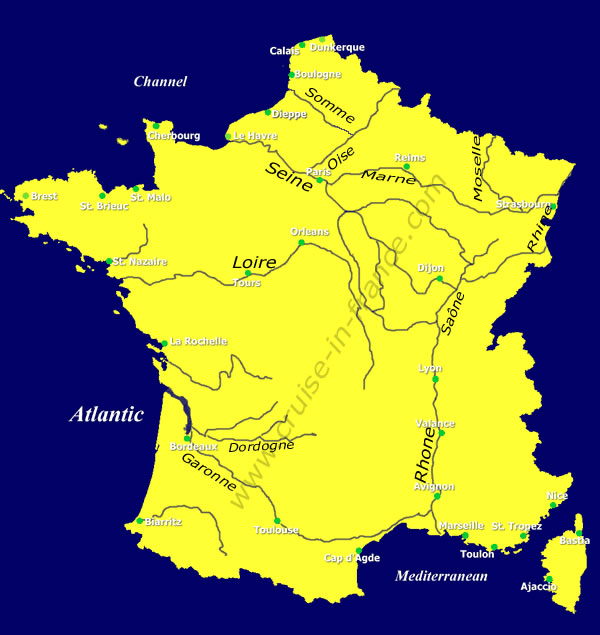 Dunkerque
Calais
Boulogne
Channel
Somme
Dieppe
Cherbourg
Le Havre
Oise
Reims
Moselle
Paris
Seine
Marne
Brest
St. Brieuc
St. Malo
Strasbourg
Orleans
Rhine
St. Nazaire
Loire
Tours
Dijon
Saône
www.cruise-in-france.com
La Rochelle
Lyon
Atlantic
Valance
Bordeaux
Dordogne
Garonne
Rhone
Avignon
Nice
Biarritz
Toulouse
Marseille
St. Tropez
Bastia
Cap d'Agde
Toulon
Mediterranean
Ajaccio